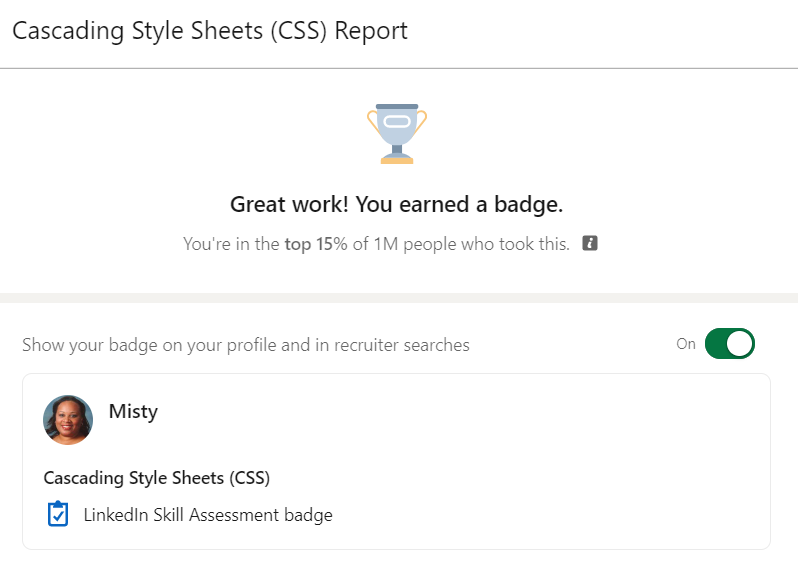 Cascading Style Sheets (CSS) Report
Great work! You earned a badge.
You're in the top 15% of 1M people who took this.
Show your badge on your profile and in recruiter searches
On
Misty
Cascading Style Sheets (CSS)
LinkedIn Skill Assessment badge